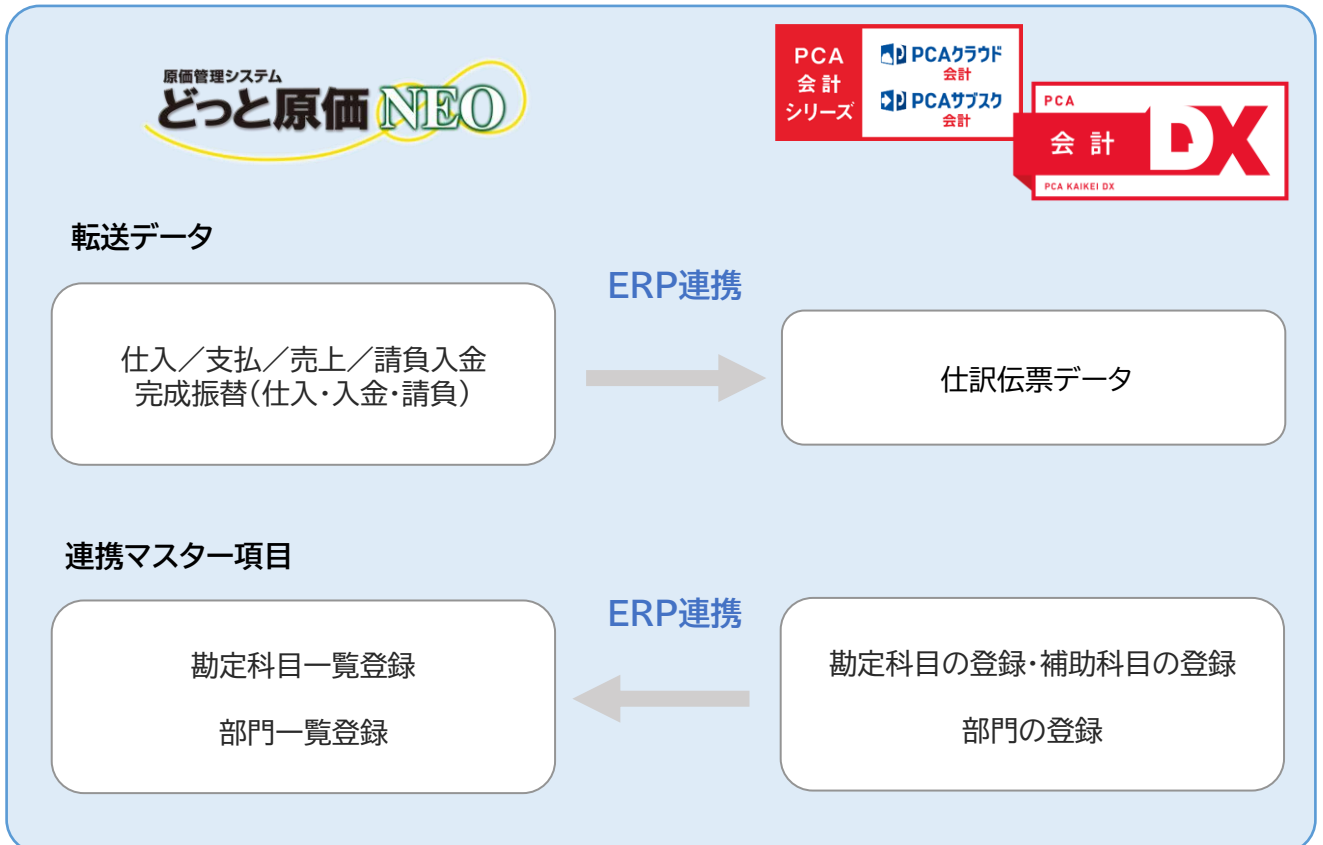 原価管理システム
どっと原価NEO
PCA
会計
シリーズ
PCAクラウド
会計
PCAサブスク
会計
PCA
会計 DX
PCA KAIKEI DX
転送データ
ERP連携
仕入／支払／売上／請負入金
完成振替(仕入・入金・請負)
仕訳伝票データ
連携マスター項目
ERP連携
勘定科目一覧登録
部門一覧登録
勘定科目の登録・補助科目の登録
部門の登録